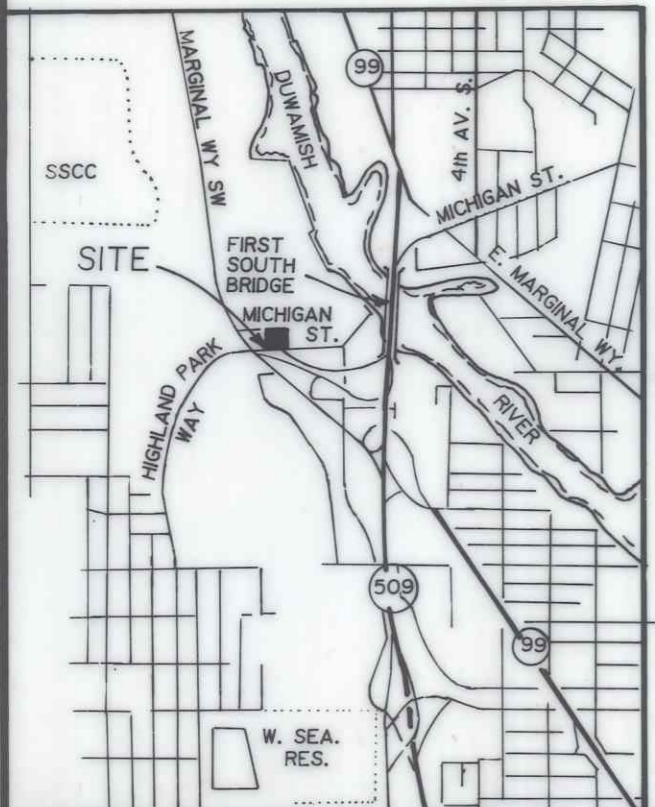 99
MARGINAL WY SW
DUWAMISH
4th AV. S.
SSCC
MICHIGAN ST.
SITE
FIRST
SOUTH
BRIDGE
E. MARGINAL WY.
MICHIGAN
ST.
HIGHLAND PARK
WAY
RIVER
509
99
W. SEA.
RES.